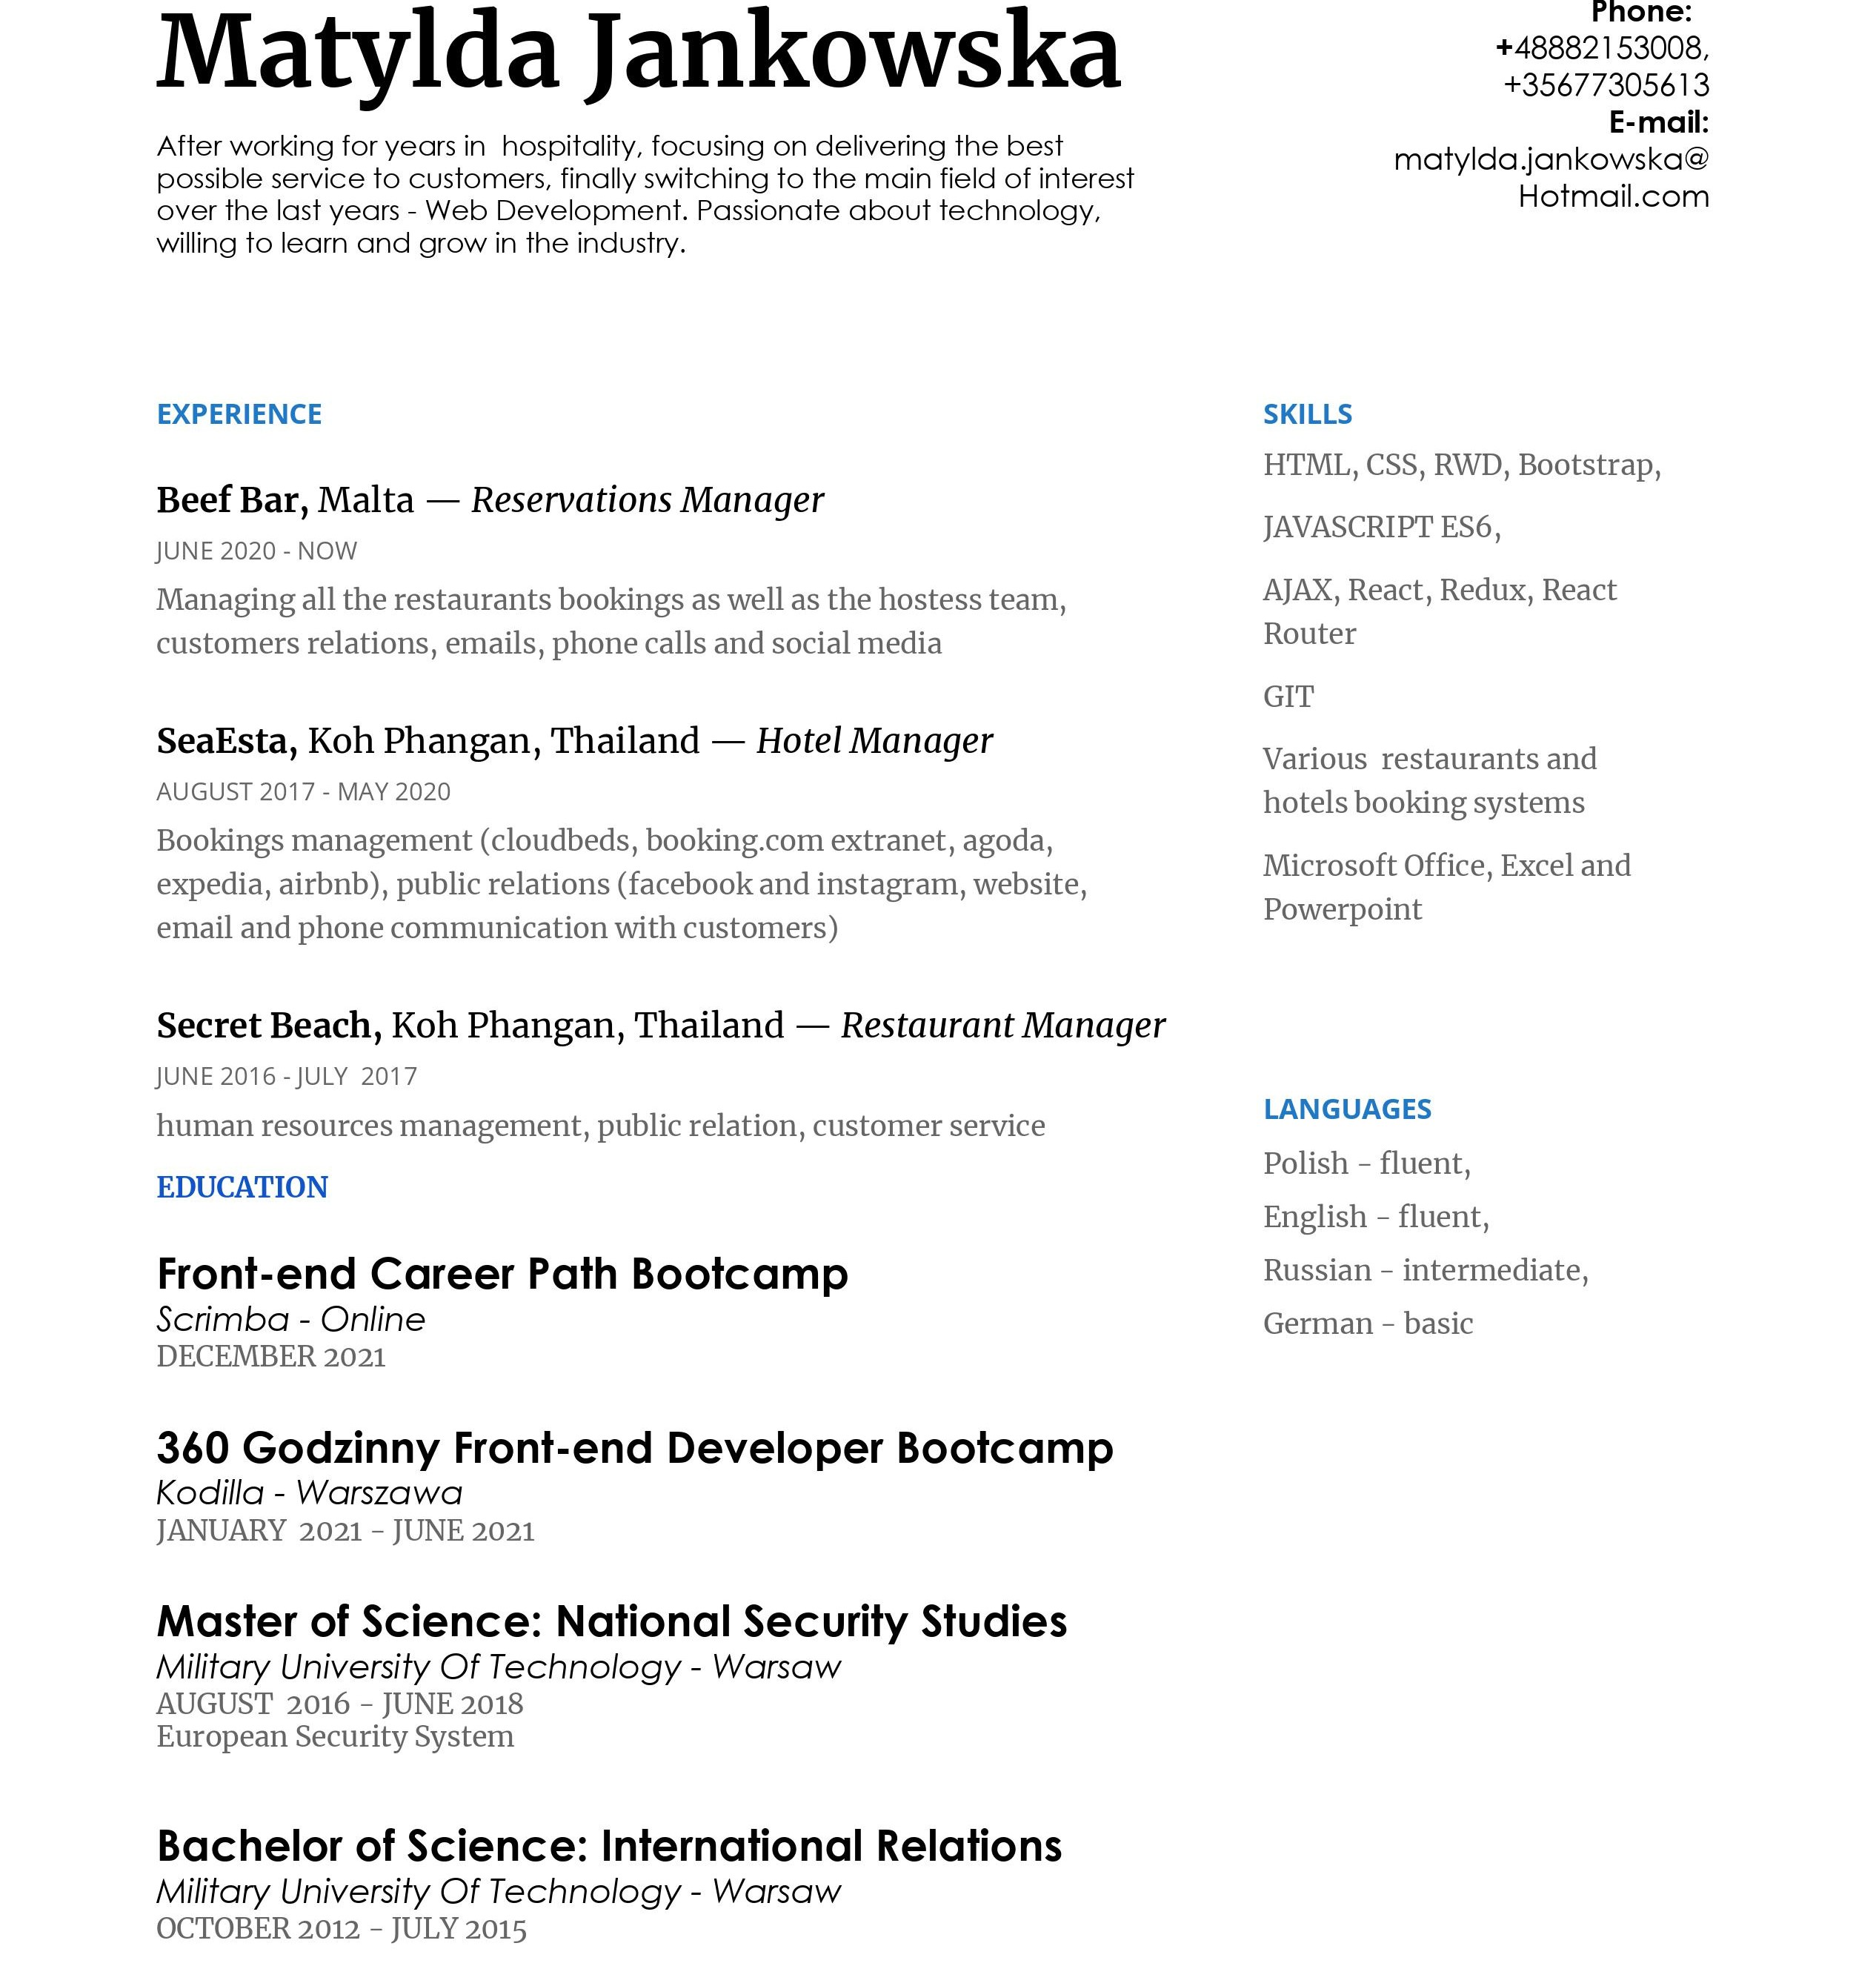 Matylda Jankowska
After working for years in  hospitality, focusing on delivering the best
possible service to customers, finally switching to the main field of interest
over the last years - Web Development. Passionate about technology,
willing to learn and grow in the industry.
Phone:
+48882153008,
+35677305613
E-mail:
matylda.jankowska@
Hotmail.com
EXPERIENCE
Beef Bar, Malta — Reservations Manager
JUNE 2020 - NOW
Managing all the restaurants bookings as well as the hostess team,
customers relations, emails, phone calls and social media
SeaEsta, Koh Phangan, Thailand — Hotel Manager
AUGUST 2017 - MAY 2020
Bookings management (cloudbeds, booking.com extranet, agoda,
expedia, airbnb), public relations (facebook and instagram, website,
email and phone communication with customers)
Secret Beach, Koh Phangan, Thailand — Restaurant Manager
JUNE 2016 - JULY  2017
human resources management, public relation, customer service
EDUCATION
Front-end Career Path Bootcamp
Scrimba - Online
DECEMBER 2021
360 Godzinny Front-end Developer Bootcamp
Kodilla - Warszawa
JANUARY  2021 - JUNE 2021
Master of Science: National Security Studies
Military University Of Technology - Warsaw
AUGUST  2016 - JUNE 2018
European Security System
Bachelor of Science: International Relations
Military University Of Technology - Warsaw
OCTOBER 2012 - JULY 2015
SKILLS
HTML, CSS, RWD, Bootstrap,
JAVASCRIPT ES6,
AJAX, React, Redux, React
Router
GIT
Various  restaurants and
hotels booking systems
Microsoft Office, Excel and
Powerpoint
LANGUAGES
Polish - fluent,
English - fluent,
Russian - intermediate,
German - basic